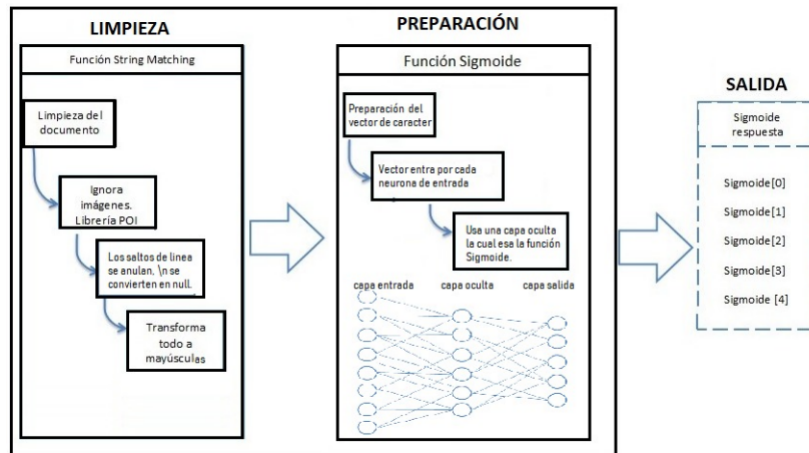 LIMPIEZA
Función String Matching
Limpieza del
documento
Ignora
imágenes.
Librería POI
Los saltos de linea
se anulan, \n se
convierten en null.
Transforma
todo a
mayúsculas
PREPARACIÓN
Función Sigmoide
Preparación del
vector de caracter
Vector entra por cada
neurona de entrada
Usa una capa oculta
la cual esa la función
Sigmoide.
capa entrada capa oculta capa salida
SALIDA
Sigmoide
respuesta
Sigmoide[0]
Sigmoide[1]
Sigmoide[2]
Sigmoide[3]
Sigmoide [4]